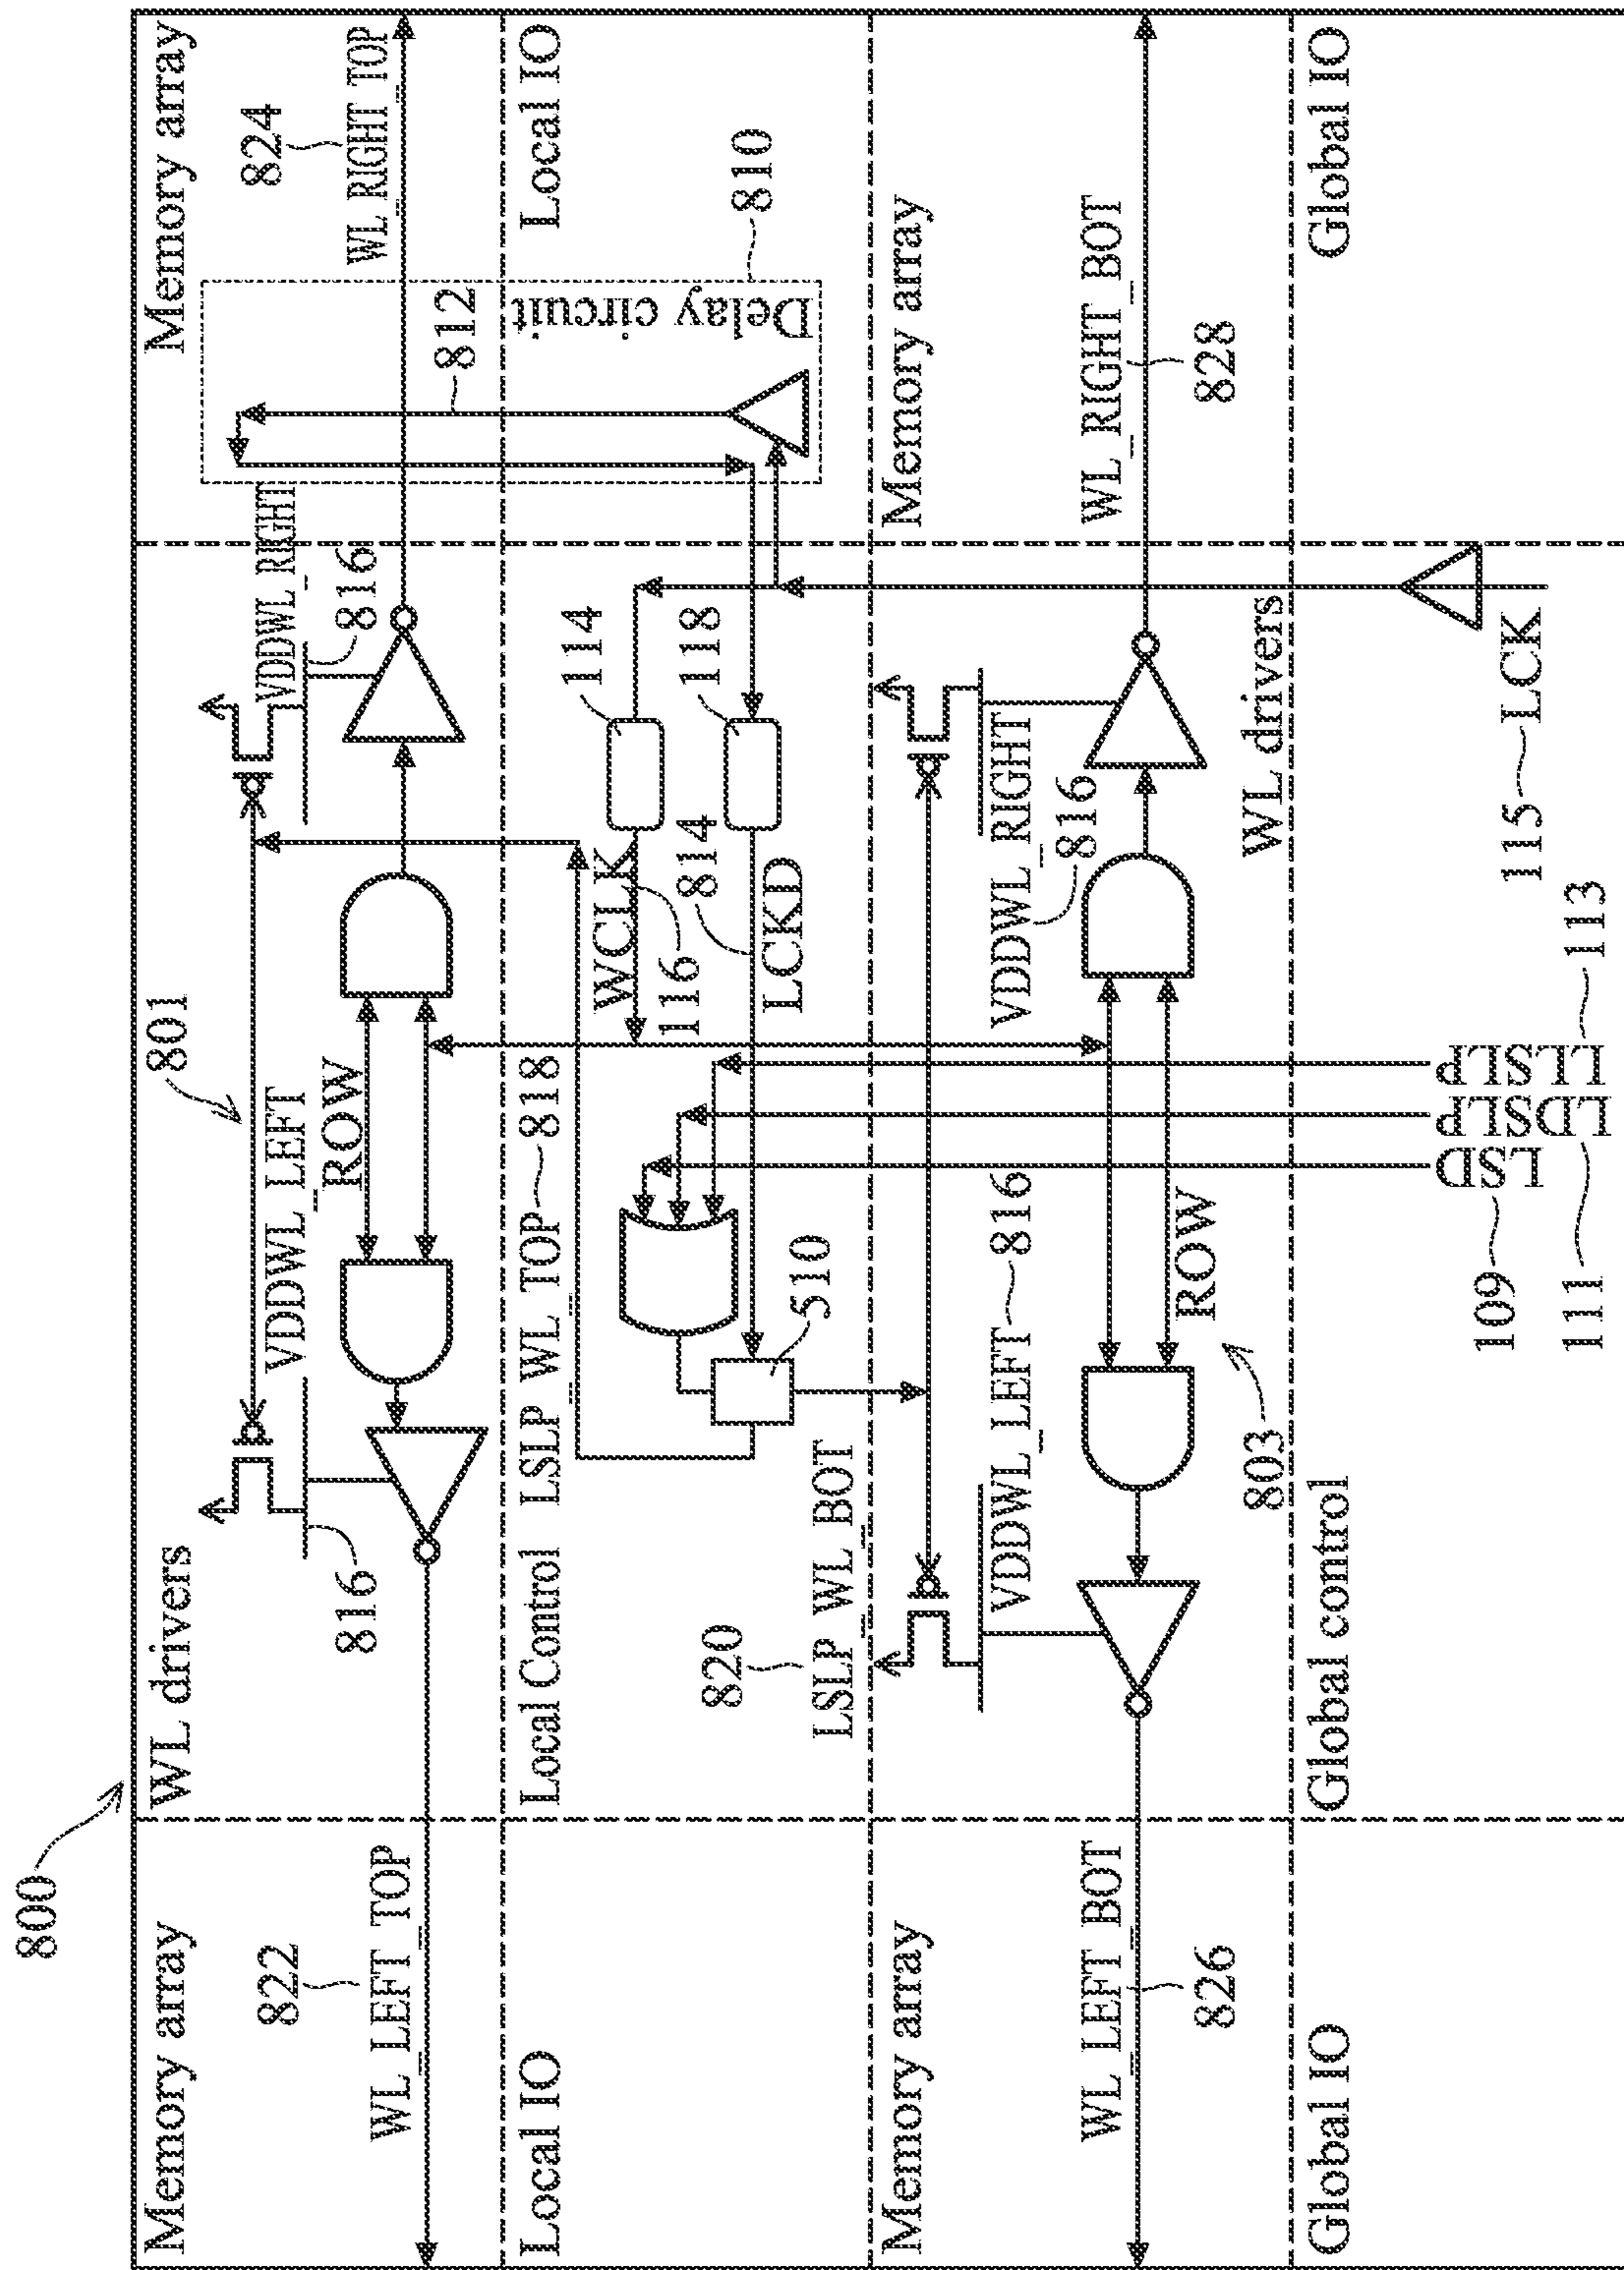 800
Memory array
822
WL_LEFT_TOP
WL drivers
816
VDDWL_LEFT
ROW
801
VDDWL_RIGHT
816
Memory array
824
WL_RIGHT_TOP
812
Local IO
Local Control
LSLP_WL_TOP
818
510
WCLK
116
114
814
LCKD
118
Delay circuit
810
Local IO
820
LSLP_WL_BOT
Memory array
WL_LEFT_BOT
826
VDDWL_LEFT
816
ROW
803
VDDWL_RIGHT
816
WL drivers
Memory array
WL_RIGHT_BOT
828
Global IO
Global control
Global IO
109
LSD
111
LDSLP
LLSLP
113
115
LCK